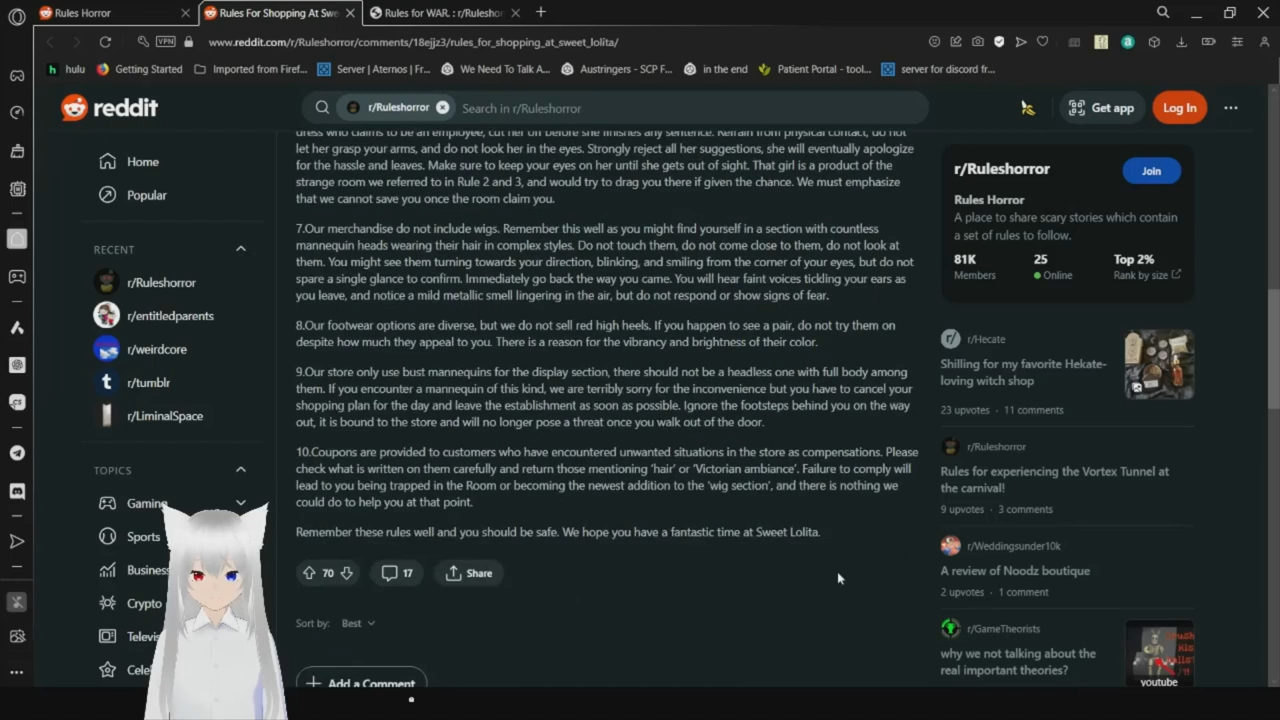 Rules Horror
Rules For Shopping At Swe
Rules for WAR. : r/Rulesho
VPN
www.reddit.com/r/Ruleshorror/comments/18ejjz3/rules_for_shopping_at_sweet_lolita/
hulu
Getting Started
Imported from Firef...
Server | Aternos | Fr...
We Need To Talk A...
Austringers - SCP F...
in the end
Patient Portal - tool...
server for discord fr...
reddit
r/Ruleshorror
Search in r/Ruleshorror
Get app
Log In
Home
Popular
RECENT
r/Ruleshorror
r/entitledparents
r/weirdcore
r/tumblr
r/LiminalSpace
TOPICS
Gaming
Sports
Business
Crypto
Televi
Cele
dress who claims to be an employee, cut her off before she finishes any sentence. Refrain from physical contact, do not
let her grasp your arms, and do not look her in the eyes. Strongly reject all her suggestions, she will eventually apologize
for the hassle and leaves. Make sure to keep your eyes on her until she gets out of sight. That girl is a product of the
strange room we referred to in Rule 2 and 3, and would try to drag you there if given the chance. We must emphasize
that we cannot save you once the room claim you.
7.Our merchandise do not include wigs. Remember this well as you might find yourself in a section with countless
mannequin heads wearing their hair in complex styles. Do not touch them, do not come close to them, do not look at
them. You might see them turning towards your direction, blinking, and smiling from the corner of your eyes, but do not
spare a single glance to confirm. Immediately go back the way you came. You will hear faint voices tickling your ears as
you leave, and notice a mild metallic smell lingering in the air, but do not respond or show signs of fear.
8.Our footwear options are diverse, but we do not sell red high heels. If you happen to see a pair, do not try them on
despite how much they appeal to you. There is a reason for the vibrancy and brightness of their color.
9.Our store only use bust mannequins for the display section, there should not be a headless one with full body among
them. If you encounter a mannequin of this kind, we are terribly sorry for the inconvenience but you have to cancel your
shopping plan for the day and leave the establishment as soon as possible. Ignore the footsteps behind you on the way
out, it is bound to the store and will no longer pose a threat once you walk out of the door.
10.Coupons are provided to customers who have encountered unwanted situations in the store as compensations. Please
check what is written on them carefully and return those mentioning 'hair' or 'Victorian ambiance'. Failure to comply will
lead to you being trapped in the Room or becoming the newest addition to the 'wig section', and there is nothing we
could do to help you at that point.
Remember these rules well and you should be safe. We hope you have a fantastic time at Sweet Lolita.
70
17
Share
Sort by: Best
Add a Comment
r/Ruleshorror
Join
Rules Horror
A place to share scary stories which contain
a set of rules to follow.
81K
25
Top 2%
Members
Online
Rank by size
r/Hecate
Shilling for my favorite Hekate-
loving witch shop
23 upvotes · 11 comments
r/Ruleshorror
Rules for experiencing the Vortex Tunnel at
the carnival!
9 upvotes · 3 comments
r/Weddingsunder10k
A review of Noodz boutique
2 upvotes · 1 comment
r/GameTheorists
why we not talking about the
real important theories?
youtube